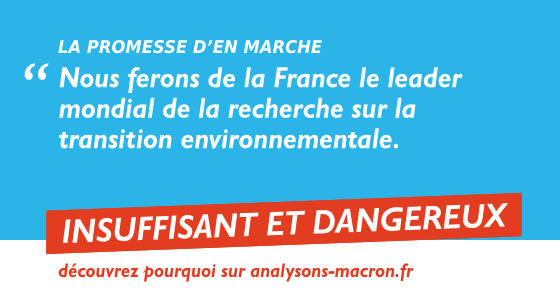 LA PROMESSE D’EN MARCHE
“ Nous ferons de la France le leader
mondial de la recherche sur la
transition environnementale.
INSUFFISANT ET DANGEREUX
découvrez pourquoi sur analysons-macron.fr